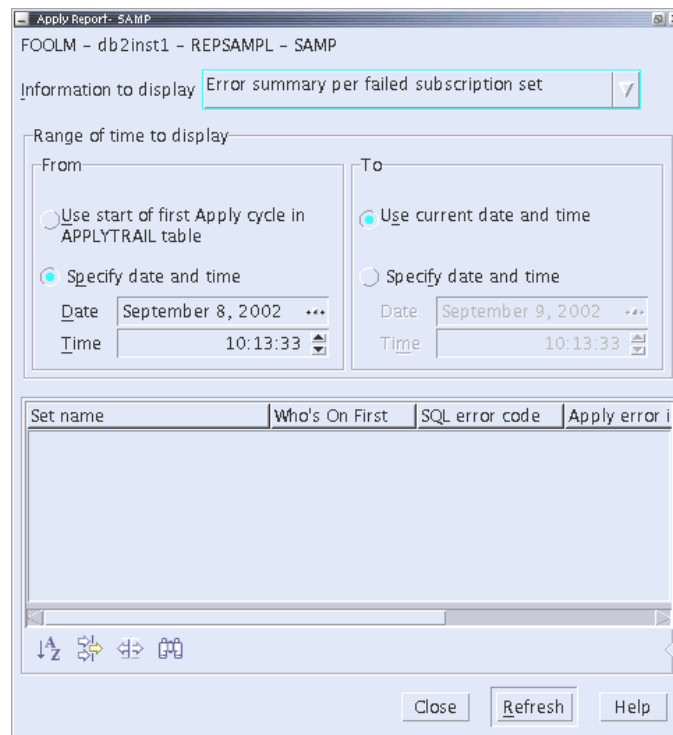 Apply Report- SAMP
FOOLM - db2inst1 - REPSAMPL - SAMP
Information to display Error summary per failed subscription set
Range of time to display
From To
Use start of first Apply cycle in
APPLYTRAIL table
Use current date and time
Specify date and time Specify date and time
Date September 8, 2002 ... Date September 9, 2002 ...
Time 10:13:33 Time 10:13:33
Set name Who's On First SQL error code Apply error i
A
Z
Close Refresh Help